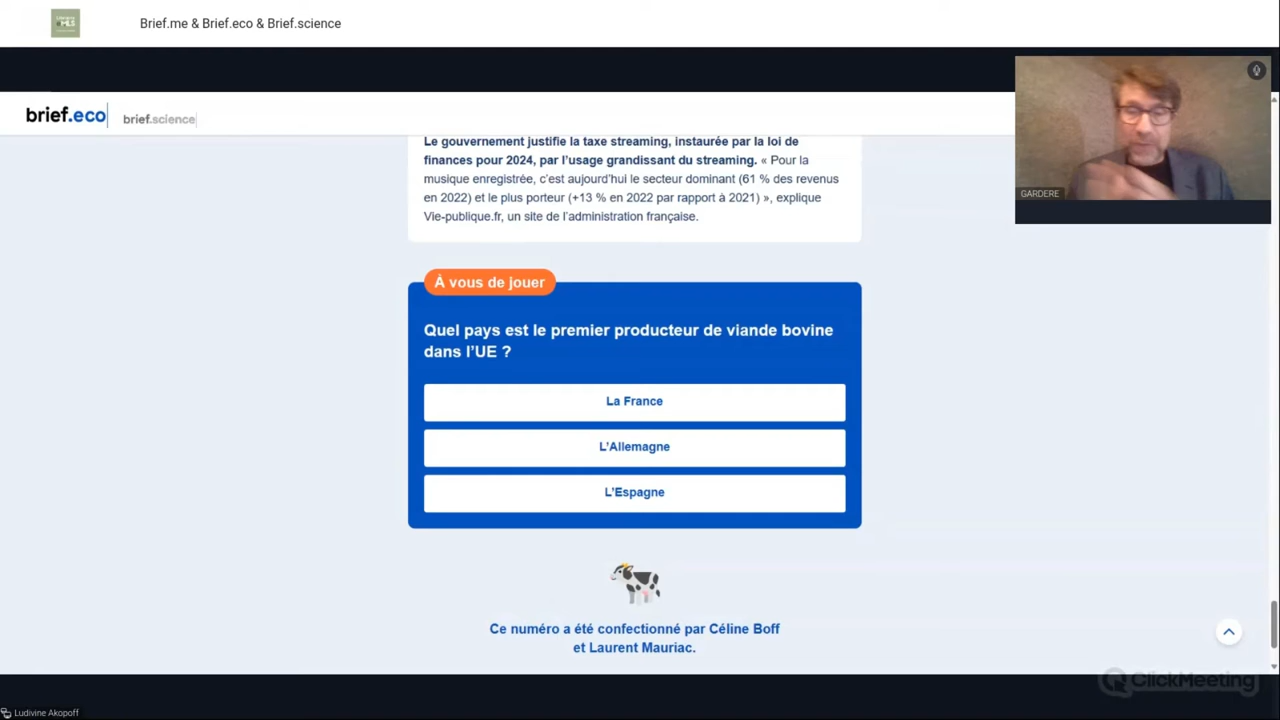 Brief.me & Brief.eco & Brief.science
brief.eco
brief.science
GARDERE
Le gouvernement justifie la taxe streaming, instaurée par la loi de
finances pour 2024, par l’usage grandissant du streaming. « Pour la
musique enregistrée, c’est aujourd’hui le secteur dominant (61 % des revenus
en 2022) et le plus porteur (+13 % en 2022 par rapport à 2021) », explique
Vie-publique.fr, un site de l’administration française.
À vous de jouer
Quel pays est le premier producteur de viande bovine
dans l’UE ?
La France
L’Allemagne
L’Espagne
Ce numéro a été confectionné par Céline Boff
et Laurent Mauriac.
ClickMeeting
Ludivine Akopoff